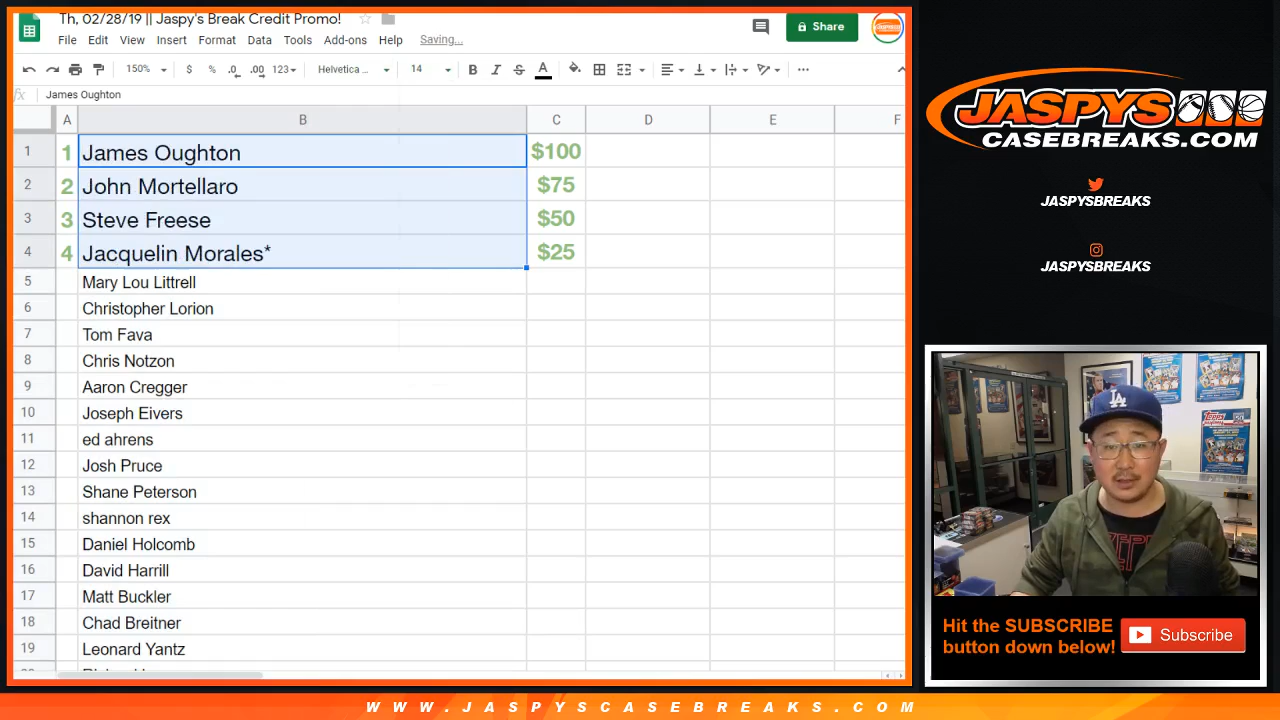 Th, 02/28/19 || Jaspy's Break Credit Promo!
File Edit View Insert Format Data Tools Add-ons Help Saving...
Share
150% $ % .0 .00 123 Helvetica ... 14 B I S A
fx James Oughton
A B C D E F
1 1 James Oughton $100
2 2 John Mortellaro $75
3 3 Steve Freese $50
4 4 Jacquelin Morales* $25
5 Mary Lou Littrell
6 Christopher Lorion
7 Tom Fava
8 Chris Notzon
9 Aaron Cregger
10 Joseph Eivers
11 ed ahrens
12 Josh Pruce
13 Shane Peterson
14 shannon rex
15 Daniel Holcomb
16 David Harrill
17 Matt Buckler
18 Chad Breitner
19 Leonard Yantz
JASPYS
CASEBREAKS.COM
JASPYSBREAKS
JASPYSBREAKS
LA
Hit the SUBSCRIBE
button down below!
Subscribe
WWW.JASPYSCASEBREAKS.COM